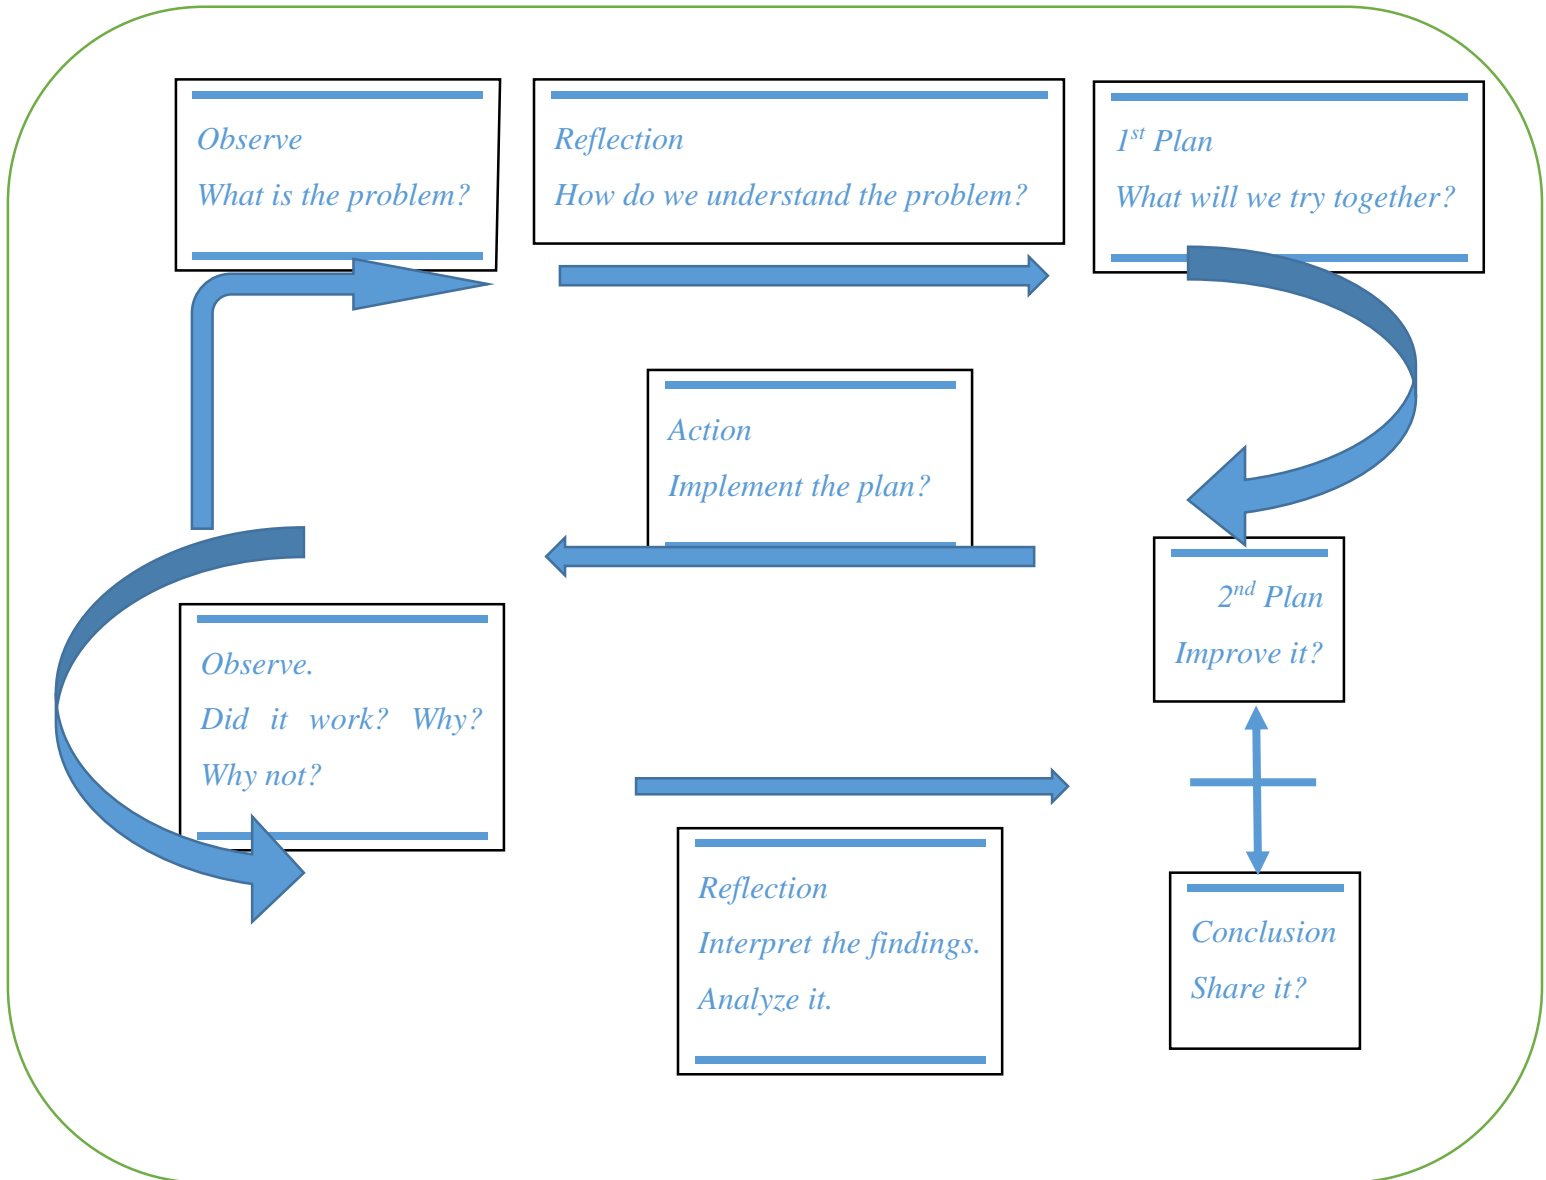 Observe
What is the problem?
Reflection
How do we understand the problem?
1st Plan
What will we try together?
Action
Implement the plan?
2nd Plan
Improve it?
Observe.
Did it work? Why?
Why not?
Reflection
Interpret the findings.
Analyze it.
Conclusion
Share it?